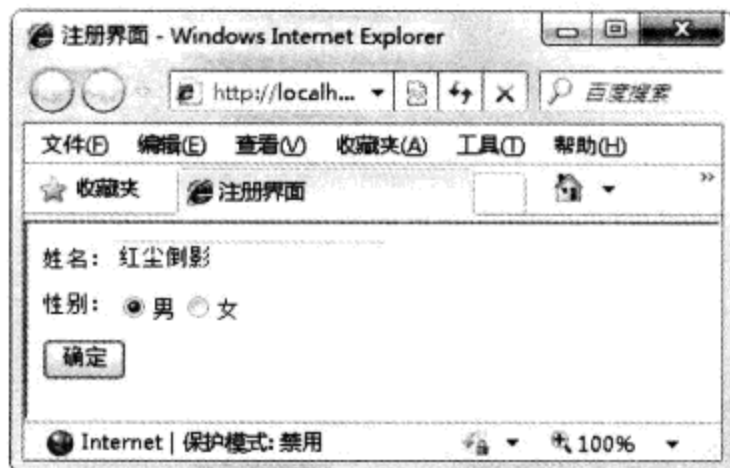 注册界面 - Windows Internet Explorer
http://localh... 百度搜索
文件(F) 编辑(E) 查看(V) 收藏夹(A) 工具(T) 帮助(H)
收藏夹 注册界面 »
姓名: 红尘倒影
性别: 男 女
确定
Internet | 保护模式: 禁用 100%